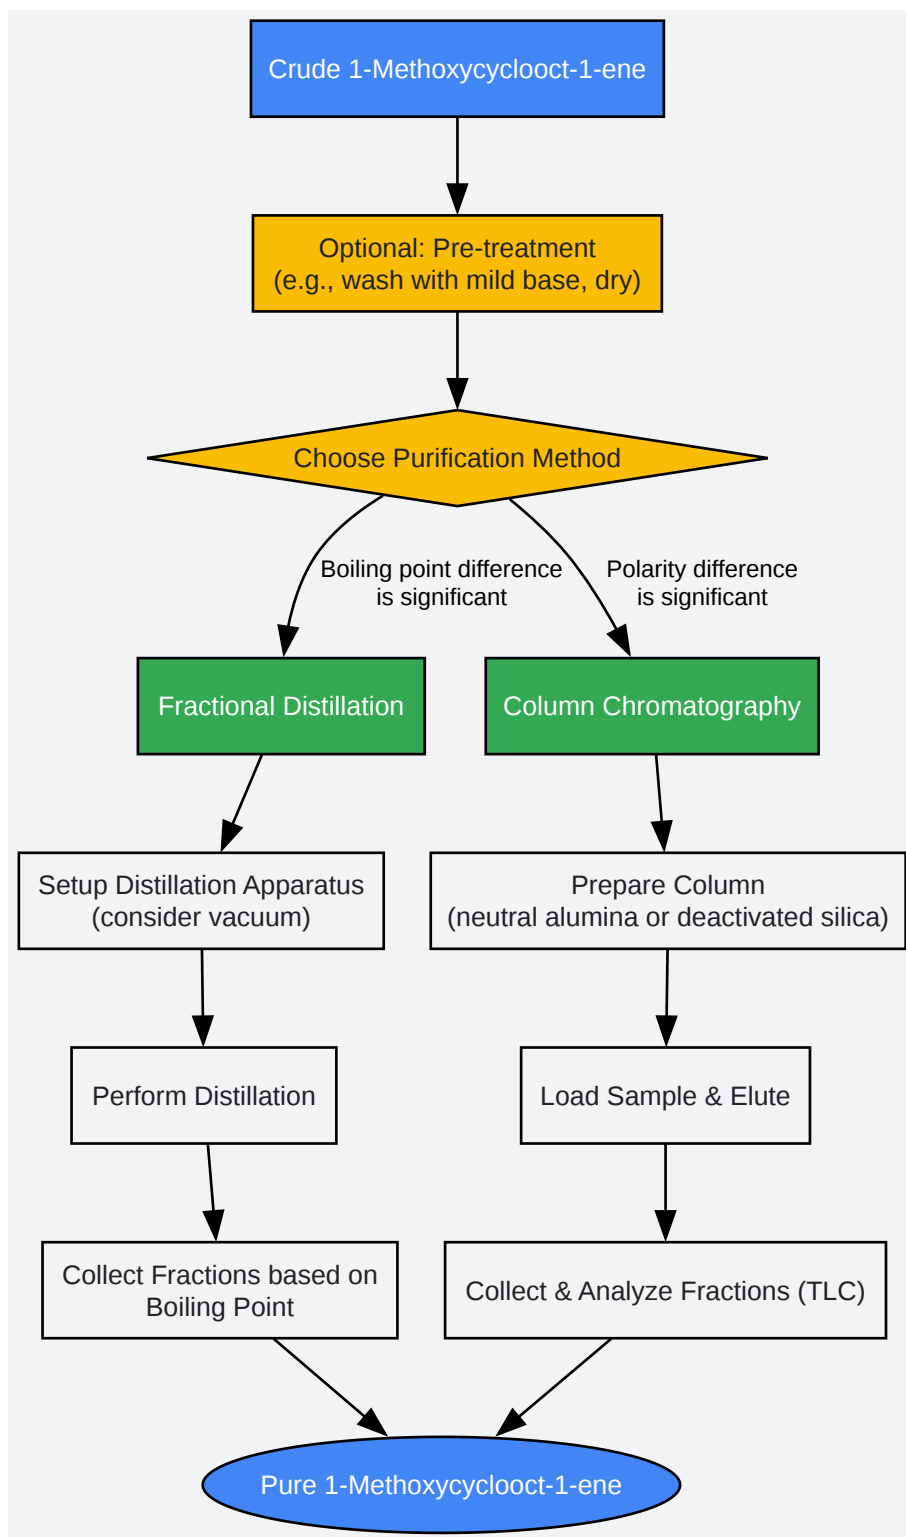 Crude 1-Methoxycyclooct-1-ene
Optional: Pre-treatment
(e.g., wash with mild base, dry)
Choose Purification Method
Boiling point difference
is significant
Polarity difference
is significant
Fractional Distillation
Column Chromatography
Setup Distillation Apparatus
(consider vacuum)
Prepare Column
(neutral alumina or deactivated silica)
Perform Distillation
Load Sample & Elute
Collect Fractions based on
Boiling Point
Collect & Analyze Fractions (TLC)
Pure 1-Methoxycyclooct-1-ene